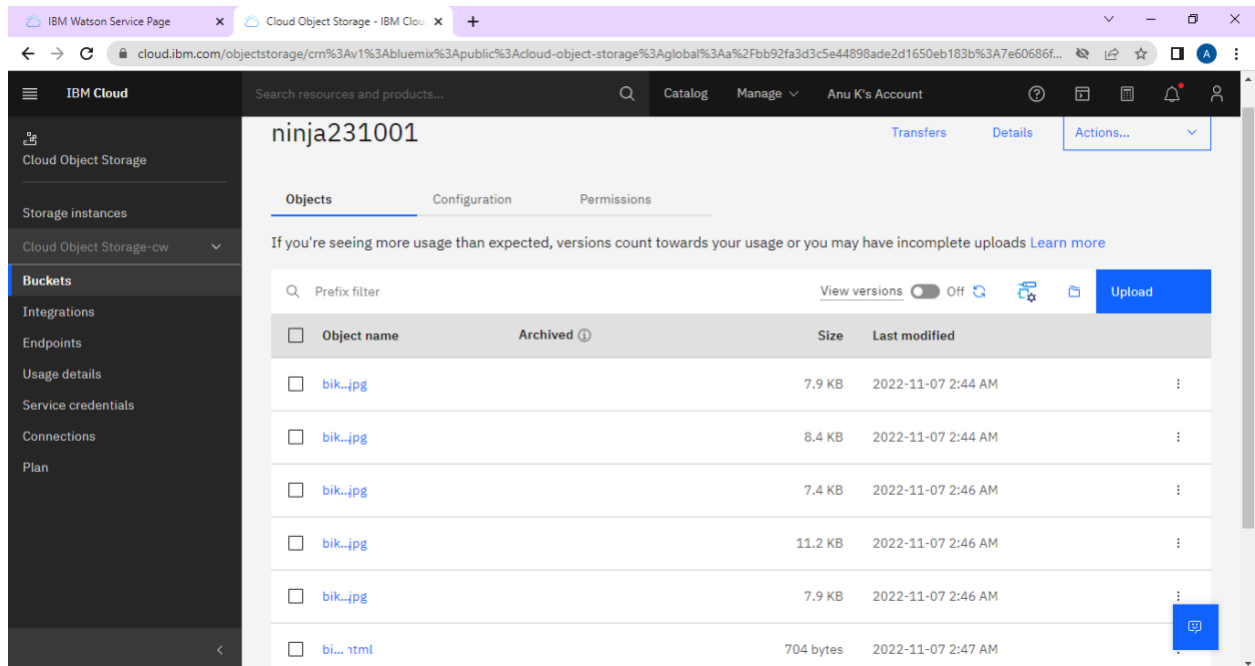 IBM Watson Service Page
Cloud Object Storage - IBM Clou
cloud.ibm.com/objectstorage/crn%3Av1%3Abluemix%3Apublic%3Acloud-object-storage%3Aglobal%3Aa%2Fbb92fa3d3c5e44898ade2d1650eb183b%3A7e60686f...
A
IBM Cloud
Search resources and products...
Catalog
Manage
Anu K's Account
Cloud Object Storage
Storage instances
Cloud Object Storage-cw
Buckets
Integrations
Endpoints
Usage details
Service credentials
Connections
Plan
ninja231001
Transfers
Details
Actions...
Objects
Configuration
Permissions
If you're seeing more usage than expected, versions count towards your usage or you may have incomplete uploads Learn more
Prefix filter
View versions
Off
Upload
Object name Archived Size Last modified
bik...jpg 7.9 KB 2022-11-07 2:44 AM
bik...jpg 8.4 KB 2022-11-07 2:44 AM
bik...jpg 7.4 KB 2022-11-07 2:46 AM
bik...jpg 11.2 KB 2022-11-07 2:46 AM
bik...jpg 7.9 KB 2022-11-07 2:46 AM
bi... html 704 bytes 2022-11-07 2:47 AM